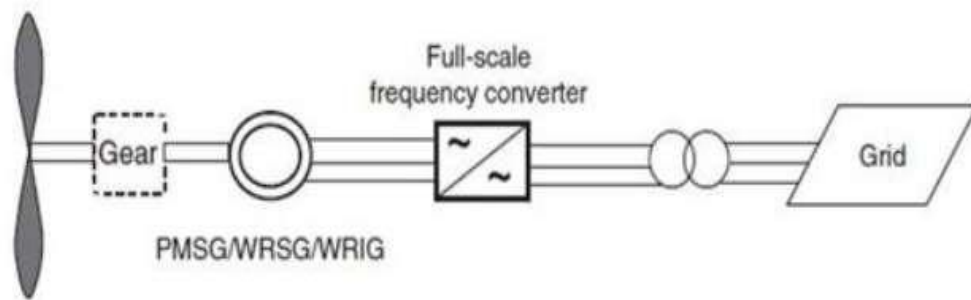 Full-scale
frequency converter
Gear
~
~
Grid
PMSG/WRSG/WRIG